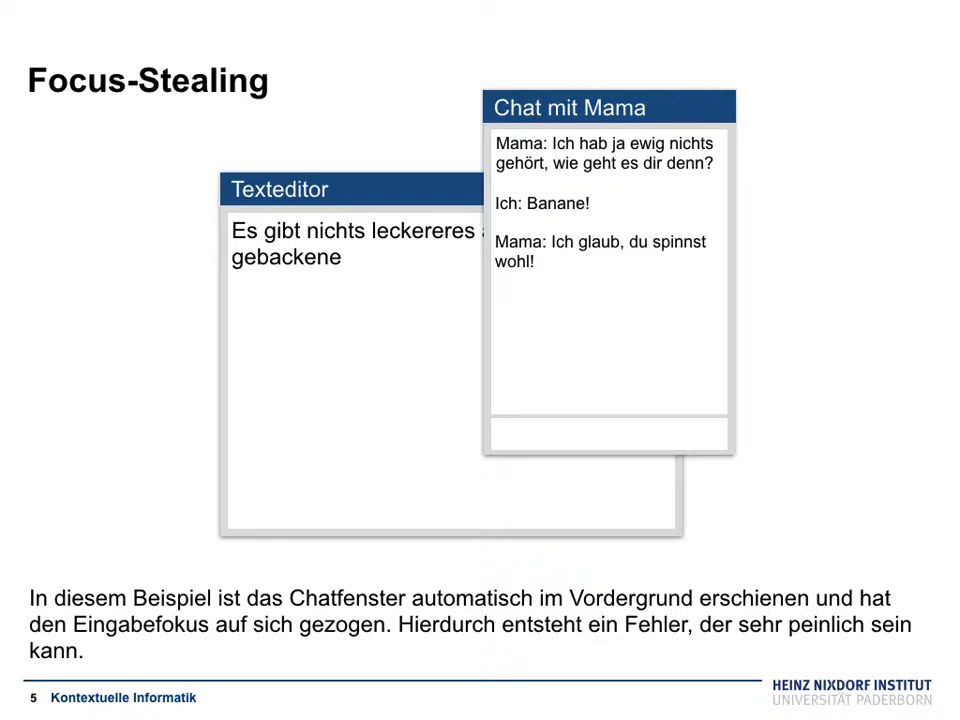 Focus-Stealing
Chat mit Mama
Mama: Ich hab ja ewig nichts
gehört, wie geht es dir denn?
Ich: Banane!
Mama: Ich glaub, du spinnst
wohl!
Texteditor
Es gibt nichts leckereres
gebackene
In diesem Beispiel ist das Chatfenster automatisch im Vordergrund erschienen und hat
den Eingabefokus auf sich gezogen. Hierdurch entsteht ein Fehler, der sehr peinlich sein
kann.
5 Kontextuelle Informatik
HEINZ NIXDORF INSTITUT
UNIVERSITÄT PADERBORN